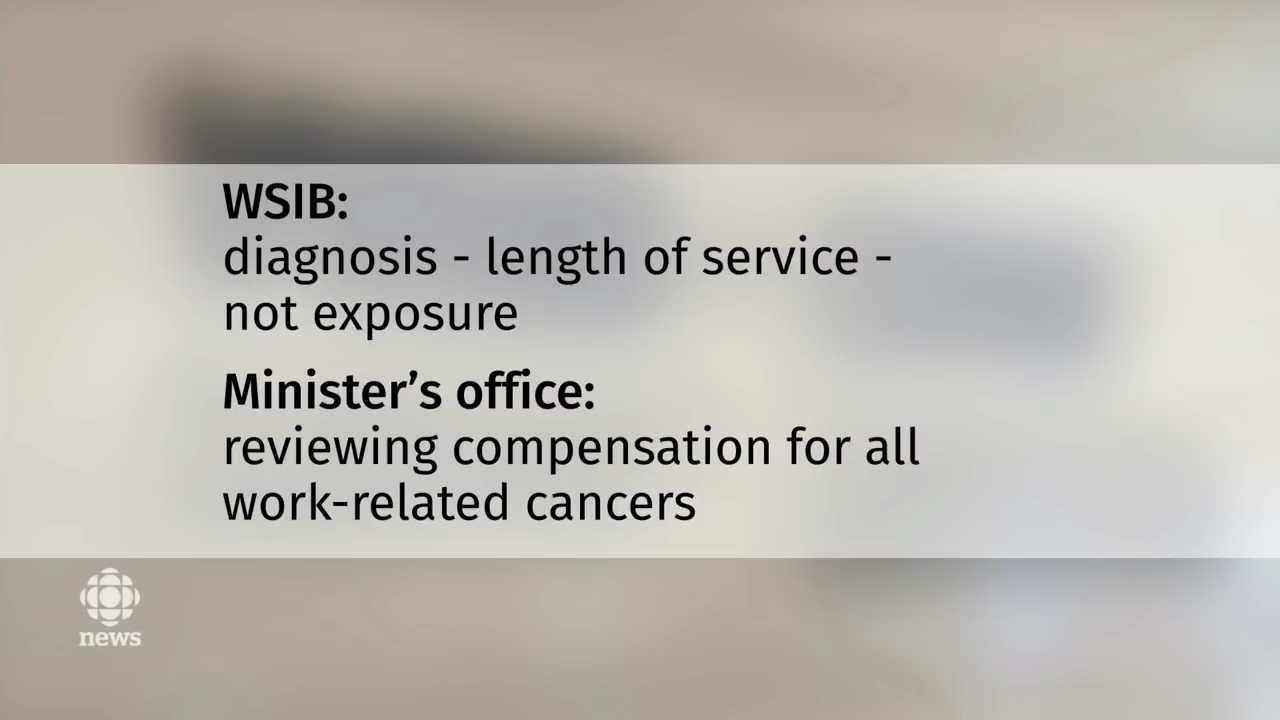 WSIB:
diagnosis - length of service -
not exposure
Minister’s office:
reviewing compensation for all
work-related cancers
news